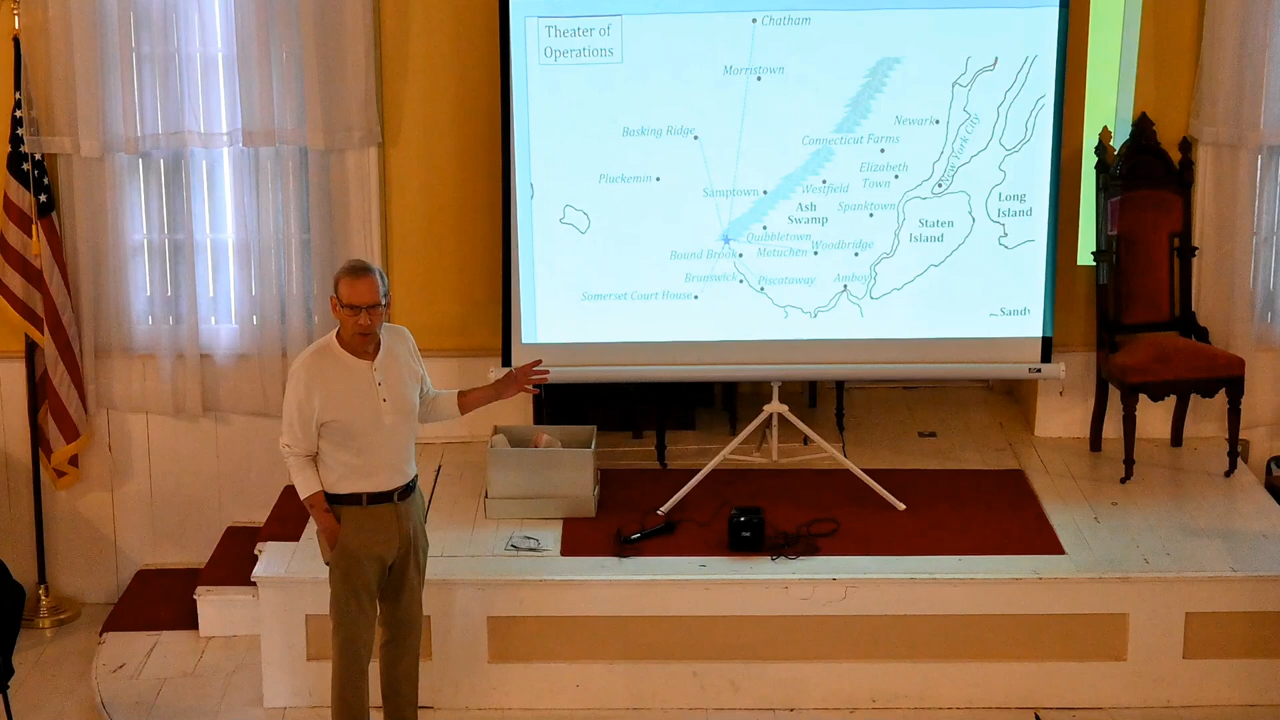 Theater of
Operations
Chatham
Morristown
Newark
Basking Ridge
Connecticut Farms
New York City
Elizabeth
Town
Pluckemin
Samptown
Westfield
Ash
Swamp
Spanktown
Long
Island
Staten
Island
Quibbletown
Woodbridge
Bound Brook
Metuchen
Brunswick
Piscataway
Amboy
Somerset Court House
Sandy